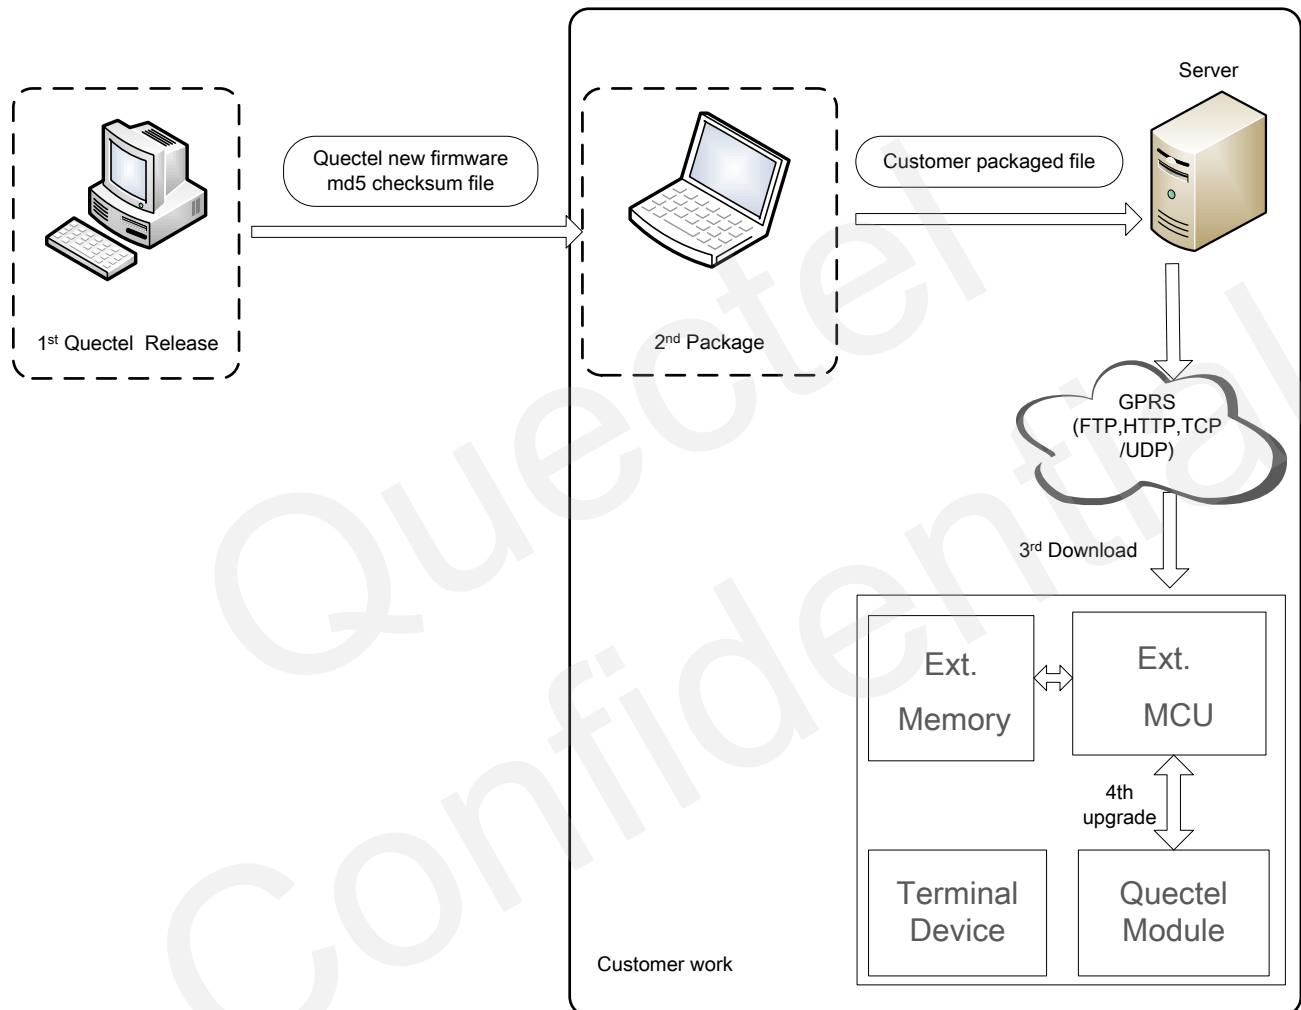 Server
Quectel new firmware
md5 checksum file
Customer packaged file
1st Quectel Release
2nd Package
GPRS
(FTP,HTTP,TCP
/UDP)
3rd Download
Ext.
Memory
Ext.
MCU
4th
upgrade
Terminal
Device
Quectel
Module
Customer work
Quectel
Confidential